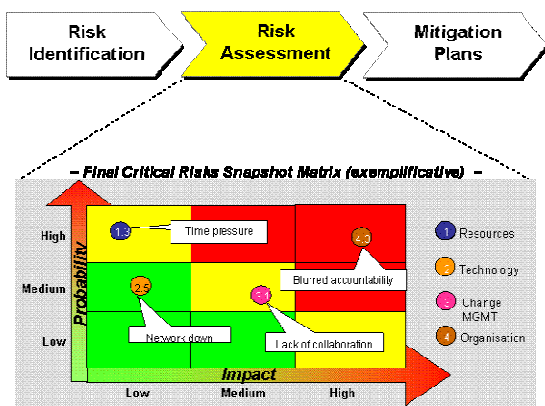 Risk
Identification
Risk
Assessment
Mitigation
Plans
– Final Critical Risks Snapshot Matrix (exemplificative) –
Probability
High
Medium
Low
1.3
Time pressure
4.3
Blurred accountability
2.5
Network down
Lack of collaboration
1 Resources
2 Technology
3 Change
MGMT
4 Organisation
Impact
Low Medium High